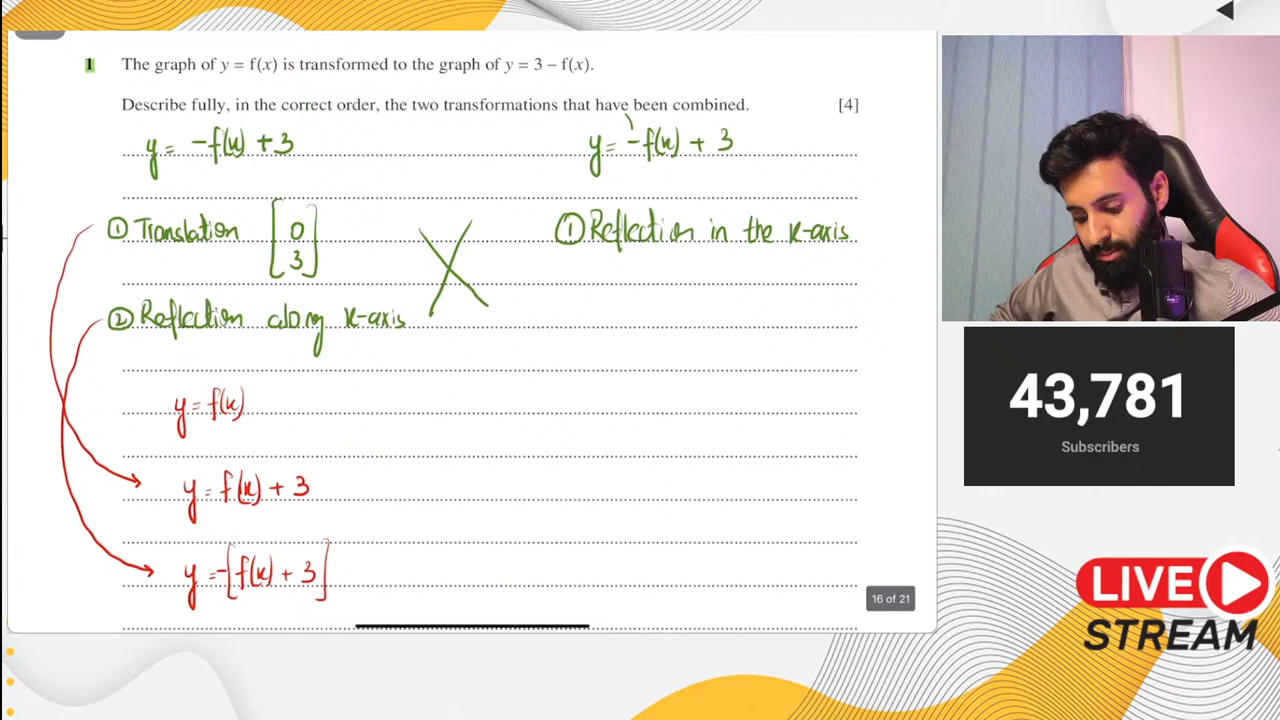 1 The graph of y = f(x) is transformed to the graph of y = 3 – f(x).
Describe fully, in the correct order, the two transformations that have been combined. [4]
y = -f(x) + 3
① Translation [0 3]
② Reflection along x-axis
y = f(x)
y = f(x) + 3
y = -[f(x) + 3]
y = -f(x) + 3
① Reflection in the x-axis
16 of 21
43,781
Subscribers
LIVE
STREAM